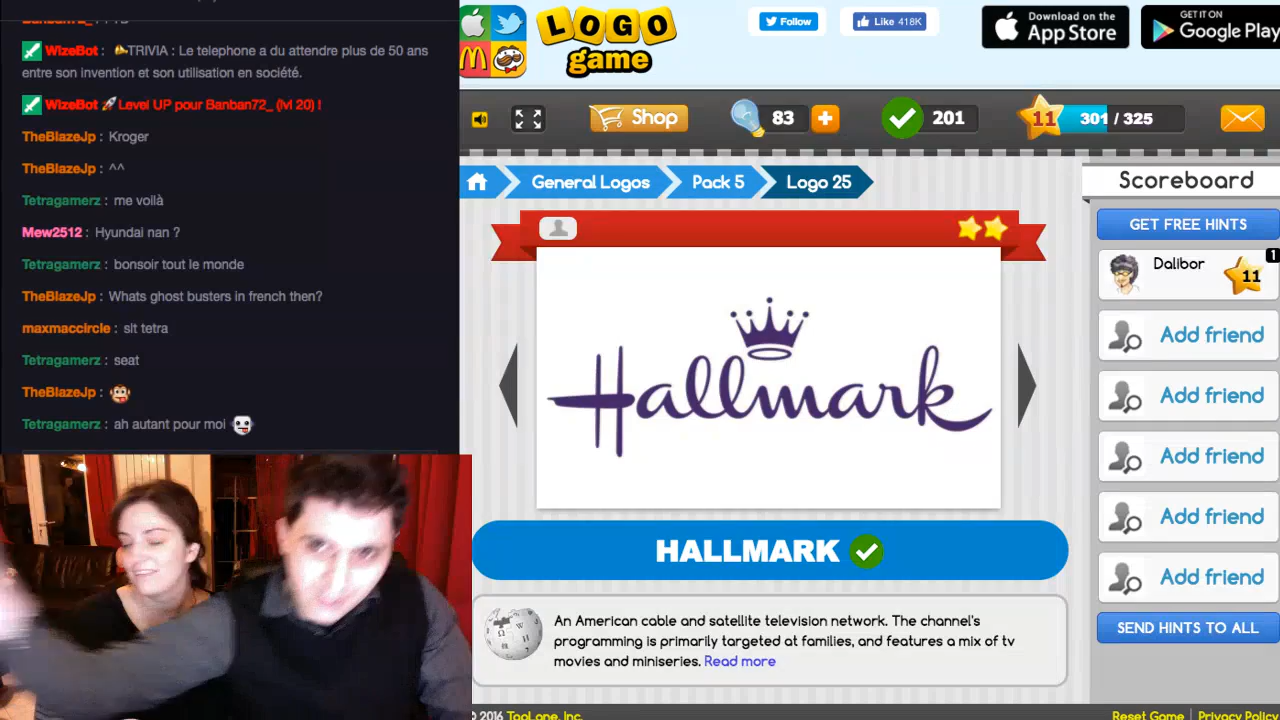 WizeBot : TRIVIA : Le telephone a du attendre plus de 50 ans
entre son invention et son utilisation en société.
WizeBot Level UP pour Banban72_ (lvl 20) !
TheBlazeJp : Kroger
TheBlazeJp : ^^
Tetragamerz : me voilà
Mew2512 : Hyundai nan ?
Tetragamerz : bonsoir tout le monde
TheBlazeJp : Whats ghost busters in french then?
maxmaccircle : slt tetra
Tetragamerz : seat
TheBlazeJp :
Tetragamerz : ah autant pour moi
LOGO
game
Follow
Like 418K
Download on the
App Store
GET IT ON
Google Play
Shop
83
201
11
301 / 325
General Logos
Pack 5
Logo 25
Hallmark
HALLMARK
An American cable and satellite television network. The channel's
programming is primarily targeted at families, and features a mix of tv
movies and miniseries. Read more
Scoreboard
GET FREE HINTS
1
Dalibor
11
Add friend
Add friend
Add friend
Add friend
Add friend
SEND HINTS TO ALL
© 2016 TapLane, Inc.
Reset Game | Privacy Policy